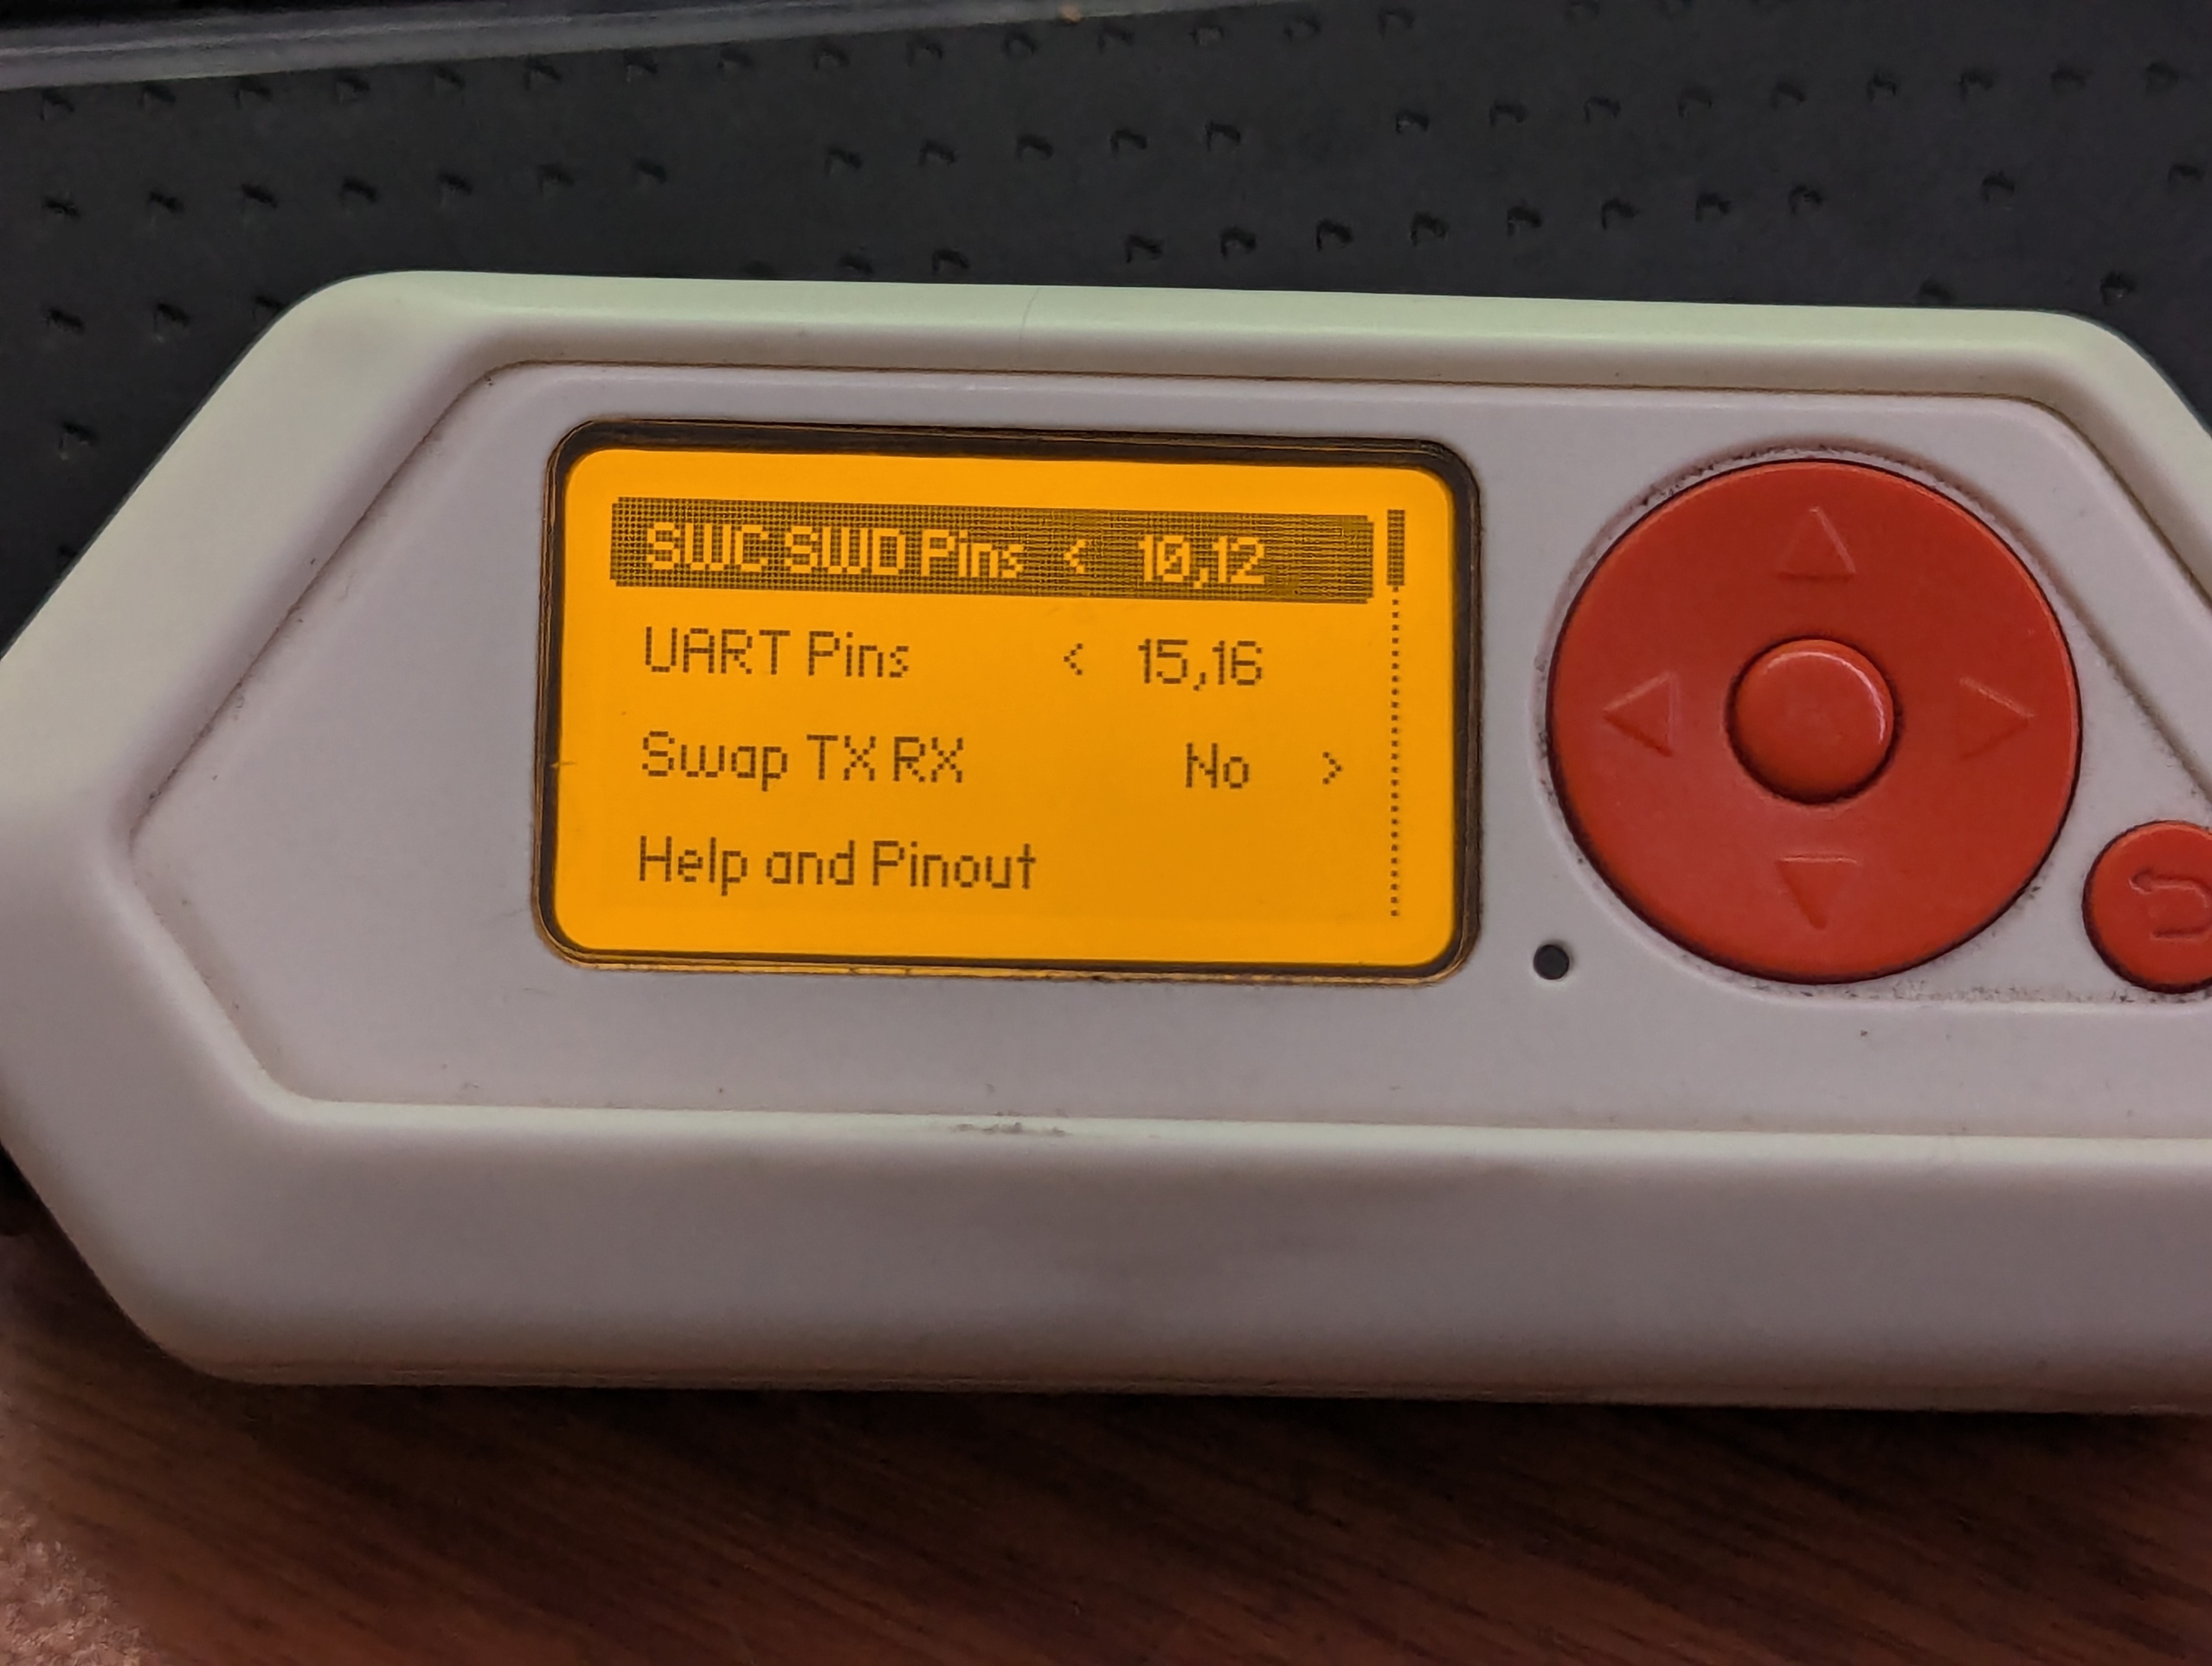 SWC SWD Pins < 10,12
UART Pins < 15,16
Swap TX RX No >
Help and Pinout